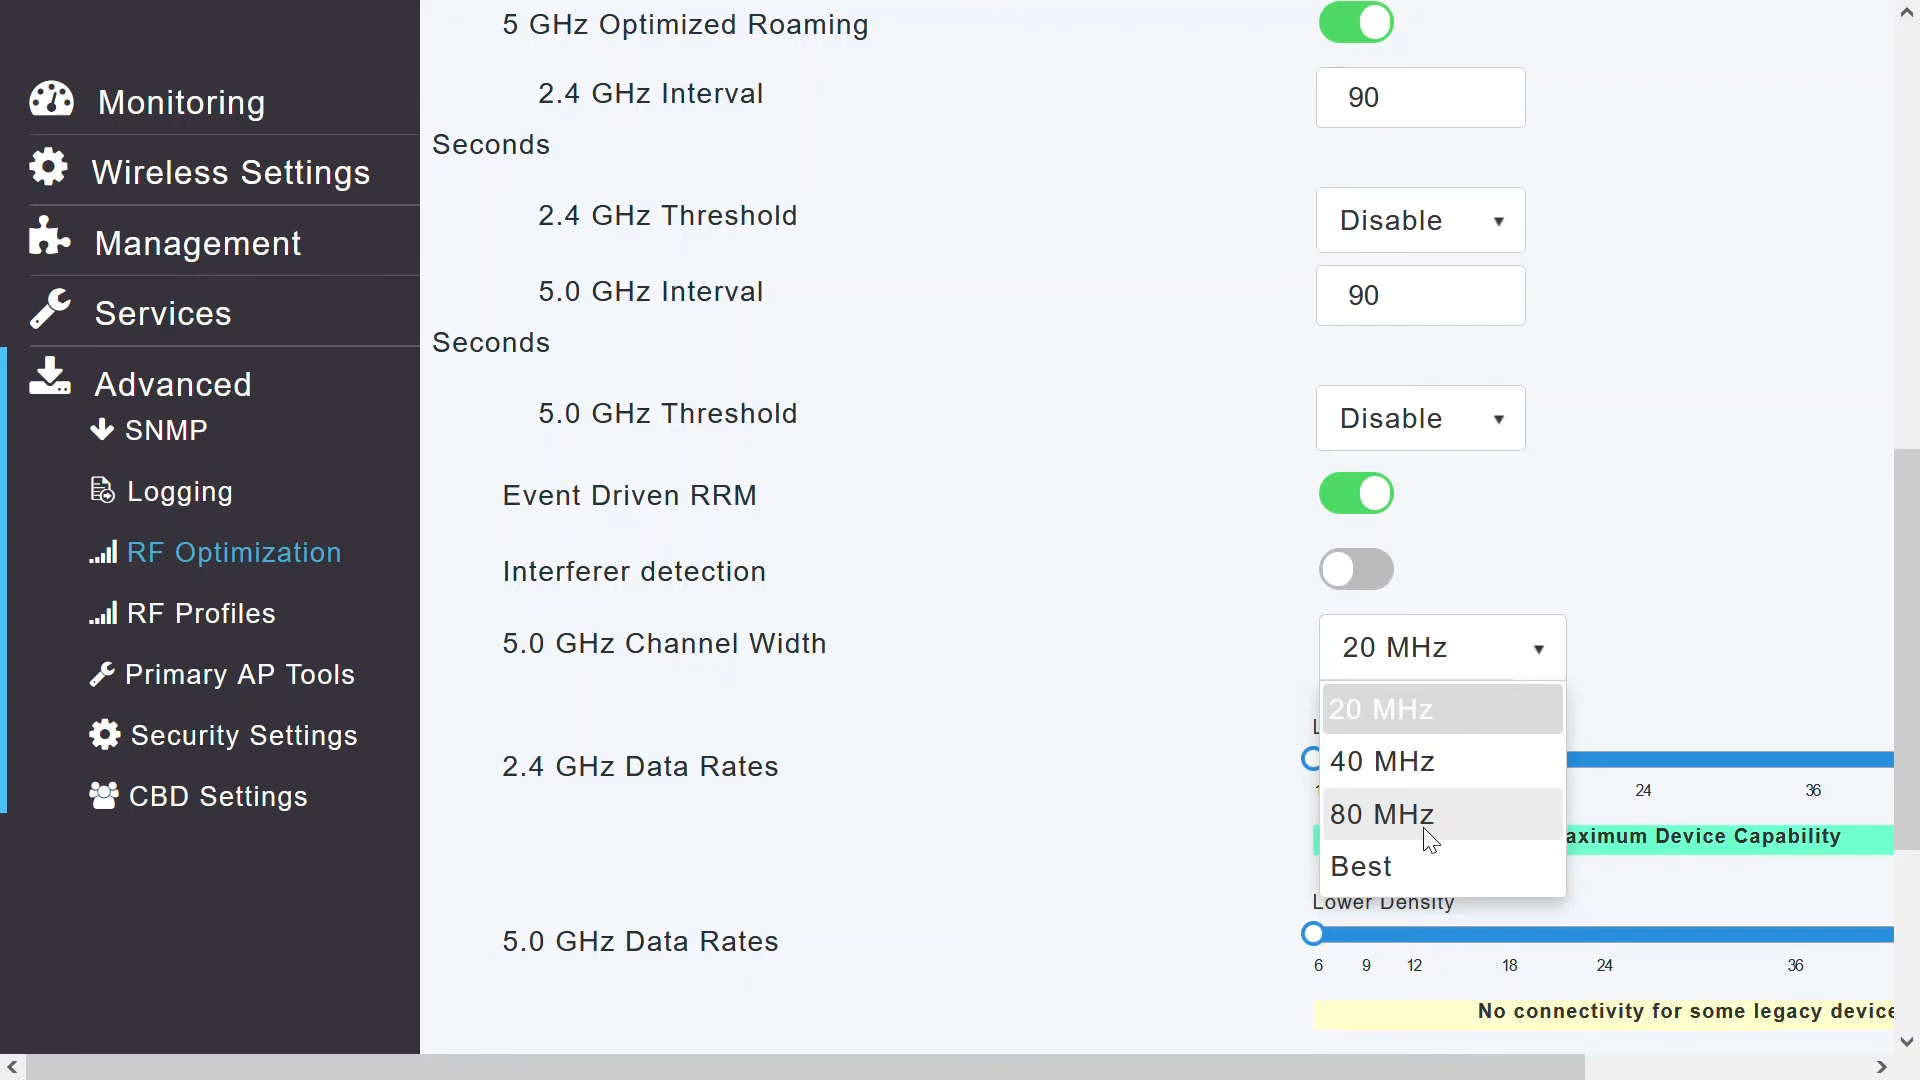 Monitoring
Wireless Settings
Management
Services
Advanced
SNMP
Logging
RF Optimization
RF Profiles
Primary AP Tools
Security Settings
CBD Settings
5 GHz Optimized Roaming
2.4 GHz Interval
90
Seconds
2.4 GHz Threshold
Disable
5.0 GHz Interval
90
Seconds
5.0 GHz Threshold
Disable
Event Driven RRM
Interferer detection
5.0 GHz Channel Width
20 MHz
20 MHz
40 MHz
80 MHz
Best
2.4 GHz Data Rates
24 36
Device Capability
Lower Density
5.0 GHz Data Rates
6 9 12 18 24 36
No connectivity for some legacy